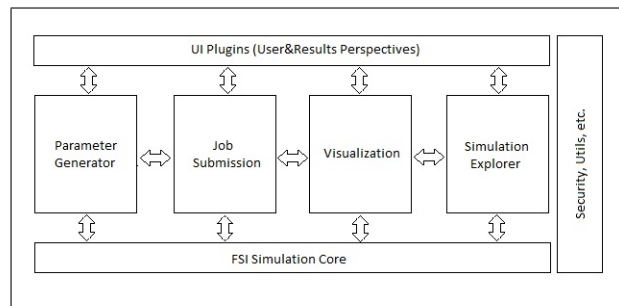 UI Plugins (User&Results Perspectives)
Parameter
Generator
Job
Submission
Visualization
Simulation
Explorer
FSI Simulation Core
Security, Utils, etc.